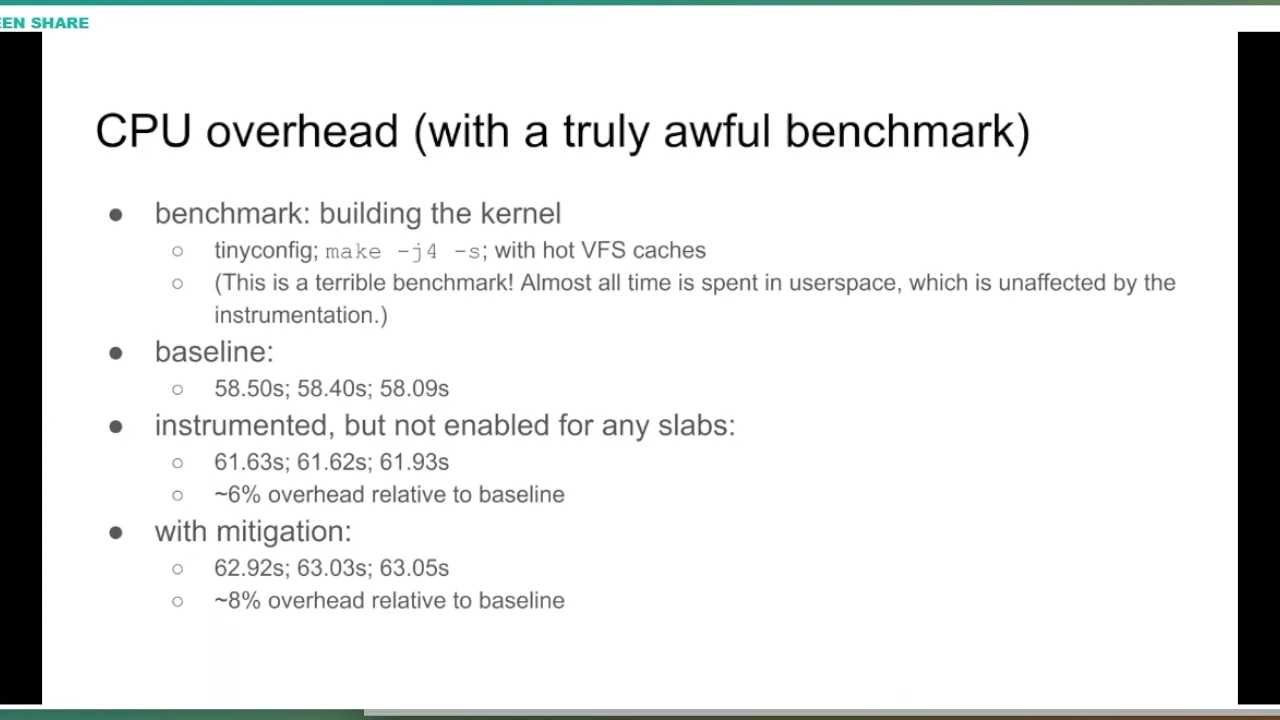 EEN SHARE
CPU overhead (with a truly awful benchmark)
● benchmark: building the kernel
○ tinyconfig; make -j4 -s; with hot VFS caches
○ (This is a terrible benchmark! Almost all time is spent in userspace, which is unaffected by the
instrumentation.)
● baseline:
○ 58.50s; 58.40s; 58.09s
● instrumented, but not enabled for any slabs:
○ 61.63s; 61.62s; 61.93s
○ ~6% overhead relative to baseline
● with mitigation:
○ 62.92s; 63.03s; 63.05s
○ ~8% overhead relative to baseline